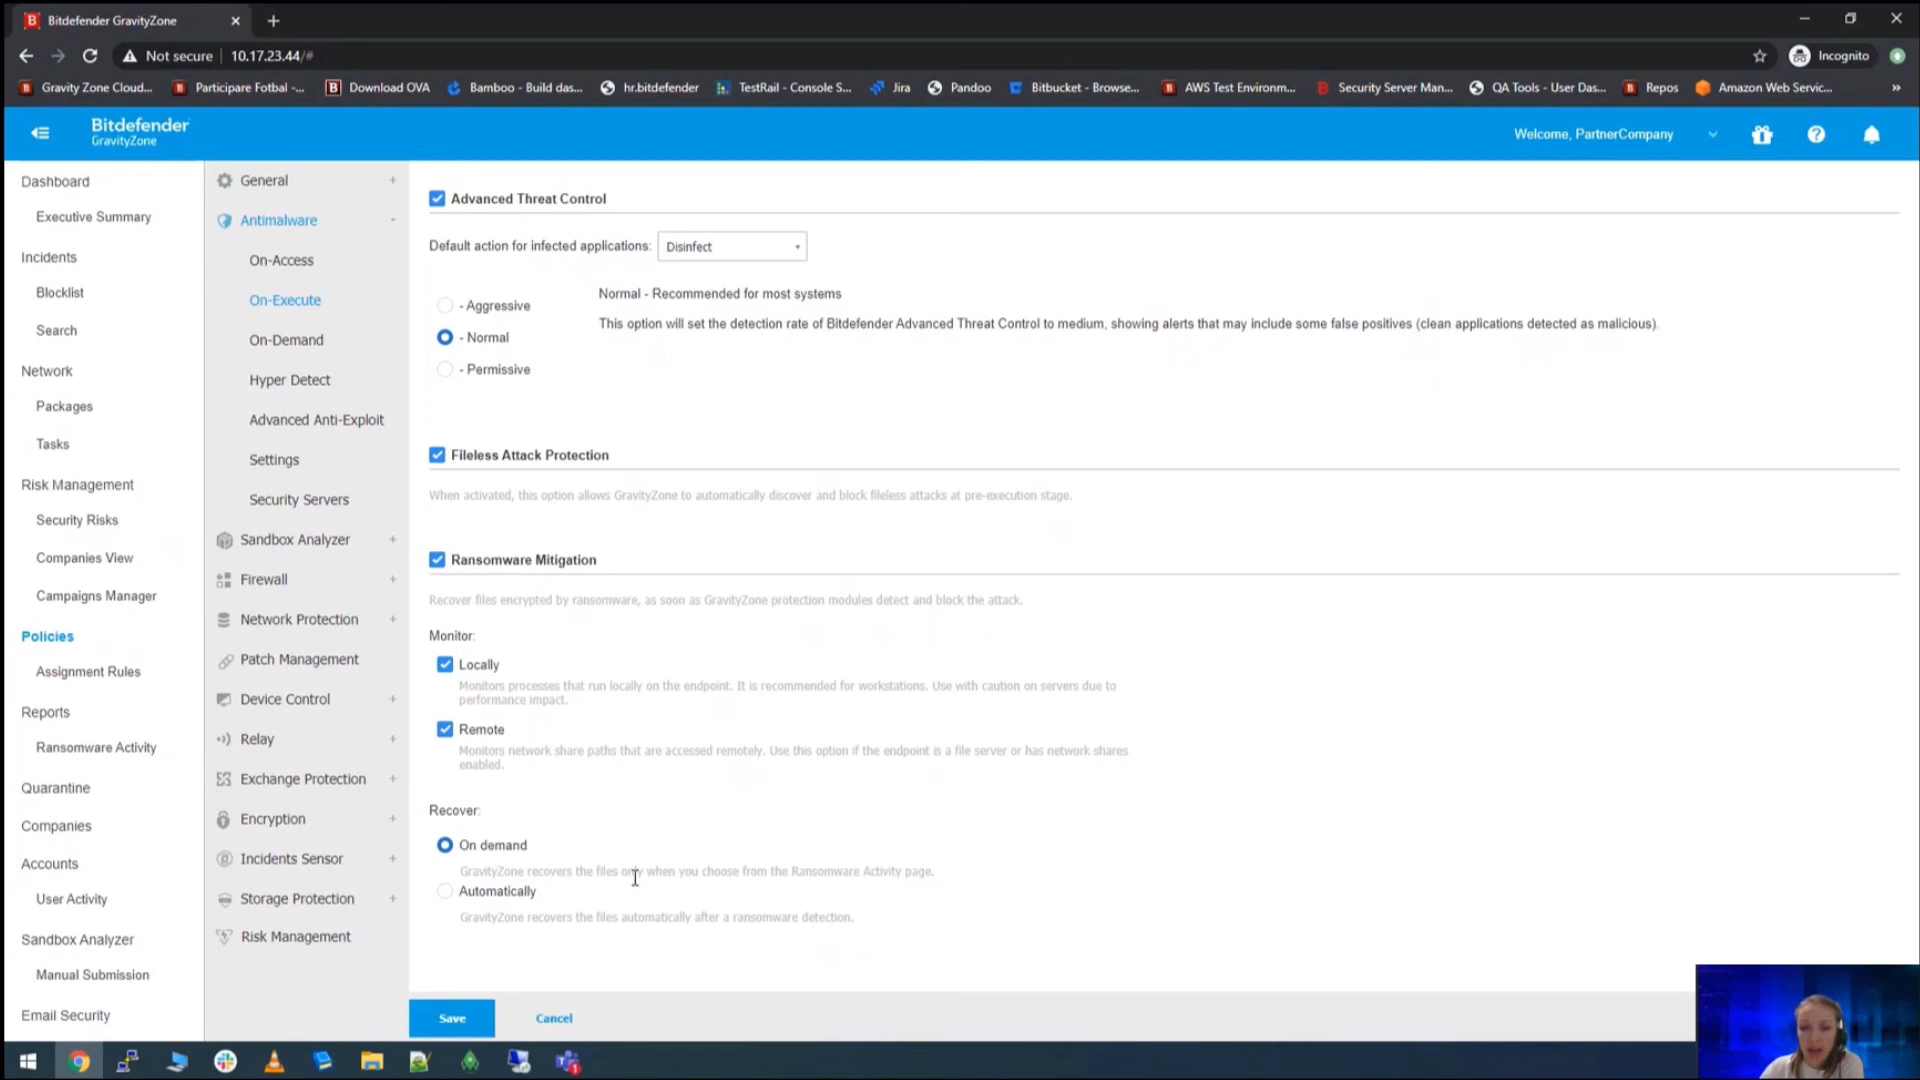 Bitdefender GravityZone
Not secure
10.17.23.44/#
Incognito
Gravity Zone Cloud...
Participare Fotbal -...
Download OVA
Bamboo - Build das...
hr.bitdefender
TestRail - Console S...
Jira
Pandoo
Bitbucket - Browse...
AWS Test Environm...
Security Server Man...
QA Tools - User Das...
Repos
Amazon Web Servic...
»
Bitdefender
GravityZone
Welcome, PartnerCompany
Dashboard
Executive Summary
Incidents
Blocklist
Search
Network
Packages
Tasks
Risk Management
Security Risks
Companies View
Campaigns Manager
Policies
Assignment Rules
Reports
Ransomware Activity
Quarantine
Companies
Accounts
User Activity
Sandbox Analyzer
Manual Submission
Email Security
General +
Antimalware -
On-Access
On-Execute
On-Demand
Hyper Detect
Advanced Anti-Exploit
Settings
Security Servers
Sandbox Analyzer +
Firewall +
Network Protection +
Patch Management
Device Control +
Relay +
Exchange Protection +
Encryption +
Incidents Sensor +
Storage Protection +
Risk Management
Advanced Threat Control
Default action for infected applications: Disinfect
- Aggressive
- Normal
- Permissive
Normal - Recommended for most systems
This option will set the detection rate of Bitdefender Advanced Threat Control to medium, showing alerts that may include some false positives (clean applications detected as malicious).
Fileless Attack Protection
When activated, this option allows GravityZone to automatically discover and block fileless attacks at pre-execution stage.
Ransomware Mitigation
Recover files encrypted by ransomware, as soon as GravityZone protection modules detect and block the attack.
Monitor:
Locally
Monitors processes that run locally on the endpoint. It is recommended for workstations. Use with caution on servers due to
performance impact.
Remote
Monitors network share paths that are accessed remotely. Use this option if the endpoint is a file server or has network shares
enabled.
Recover:
On demand
GravityZone recovers the files only when you choose from the Ransomware Activity page.
Automatically
GravityZone recovers the files automatically after a ransomware detection.
Save
Cancel